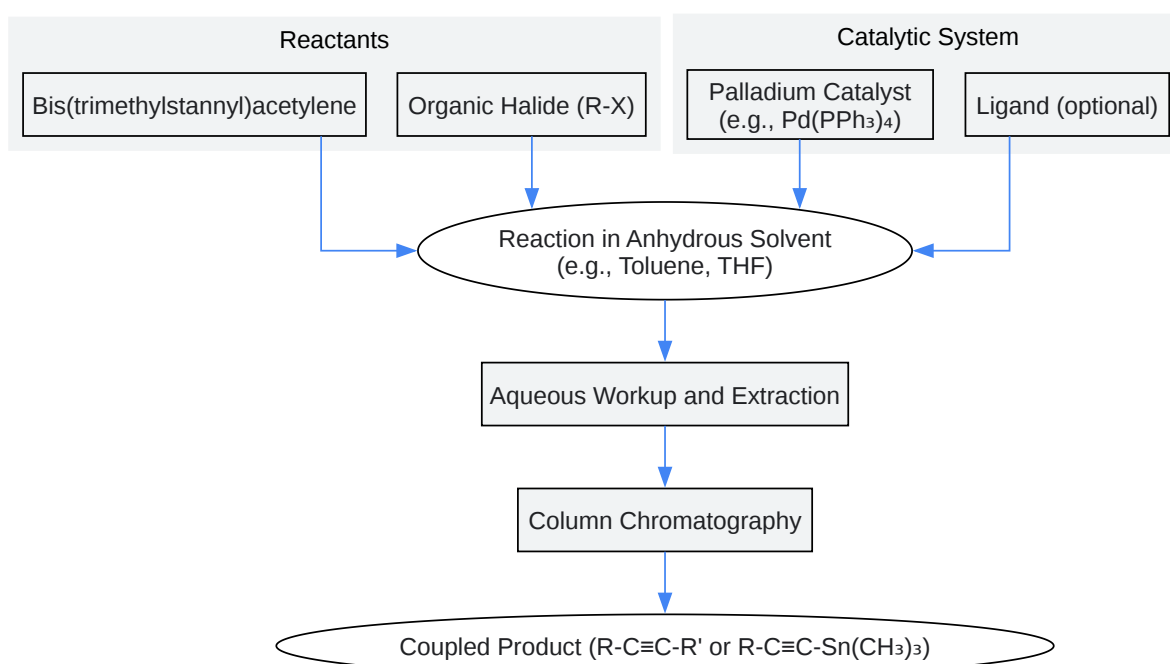 Reactants
Catalytic System
Bis(trimethylstannyl)acetylene
Organic Halide (R-X)
Palladium Catalyst
(e.g., Pd(PPh₃)₄)
Ligand (optional)
Reaction in Anhydrous Solvent
(e.g., Toluene, THF)
Aqueous Workup and Extraction
Column Chromatography
Coupled Product (R-C≡C-R' or R-C≡C-Sn(CH₃)₃)